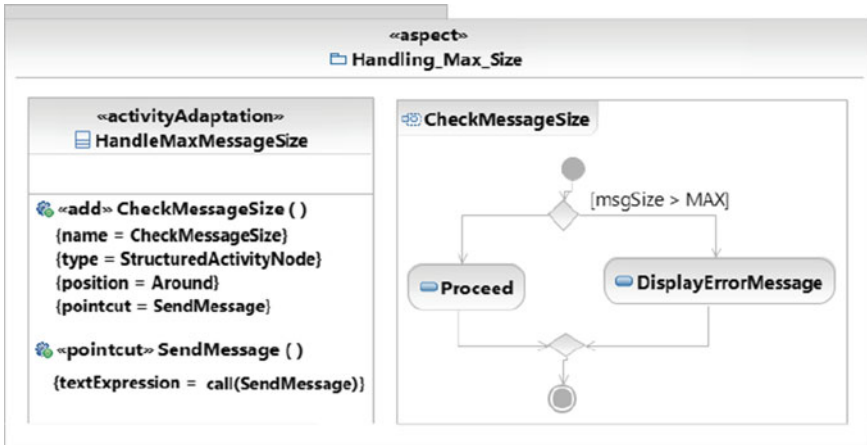 «aspect»
Handling_Max_Size
«activityAdaptation»
HandleMaxMessageSize
«add» CheckMessageSize ( )
{name = CheckMessageSize}
{type = StructuredActivityNode}
{position = Around}
{pointcut = SendMessage}
«pointcut» SendMessage ( )
{textExpression = call(SendMessage)}
CheckMessageSize
[msgSize > MAX]
Proceed
DisplayErrorMessage